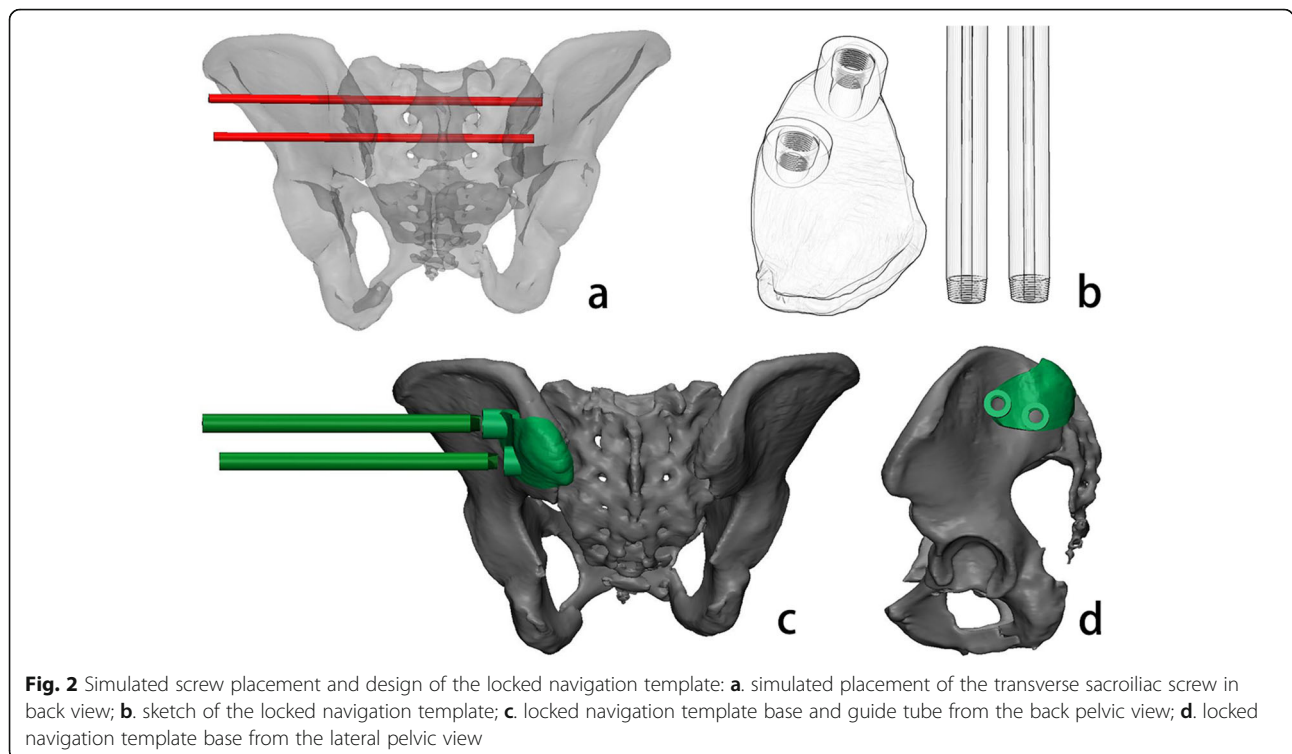 a
b
c
d
Fig. 2 Simulated screw placement and design of the locked navigation template: a. simulated placement of the transverse sacroiliac screw in
back view; b. sketch of the locked navigation template; c. locked navigation template base and guide tube from the back pelvic view; d. locked
navigation template base from the lateral pelvic view